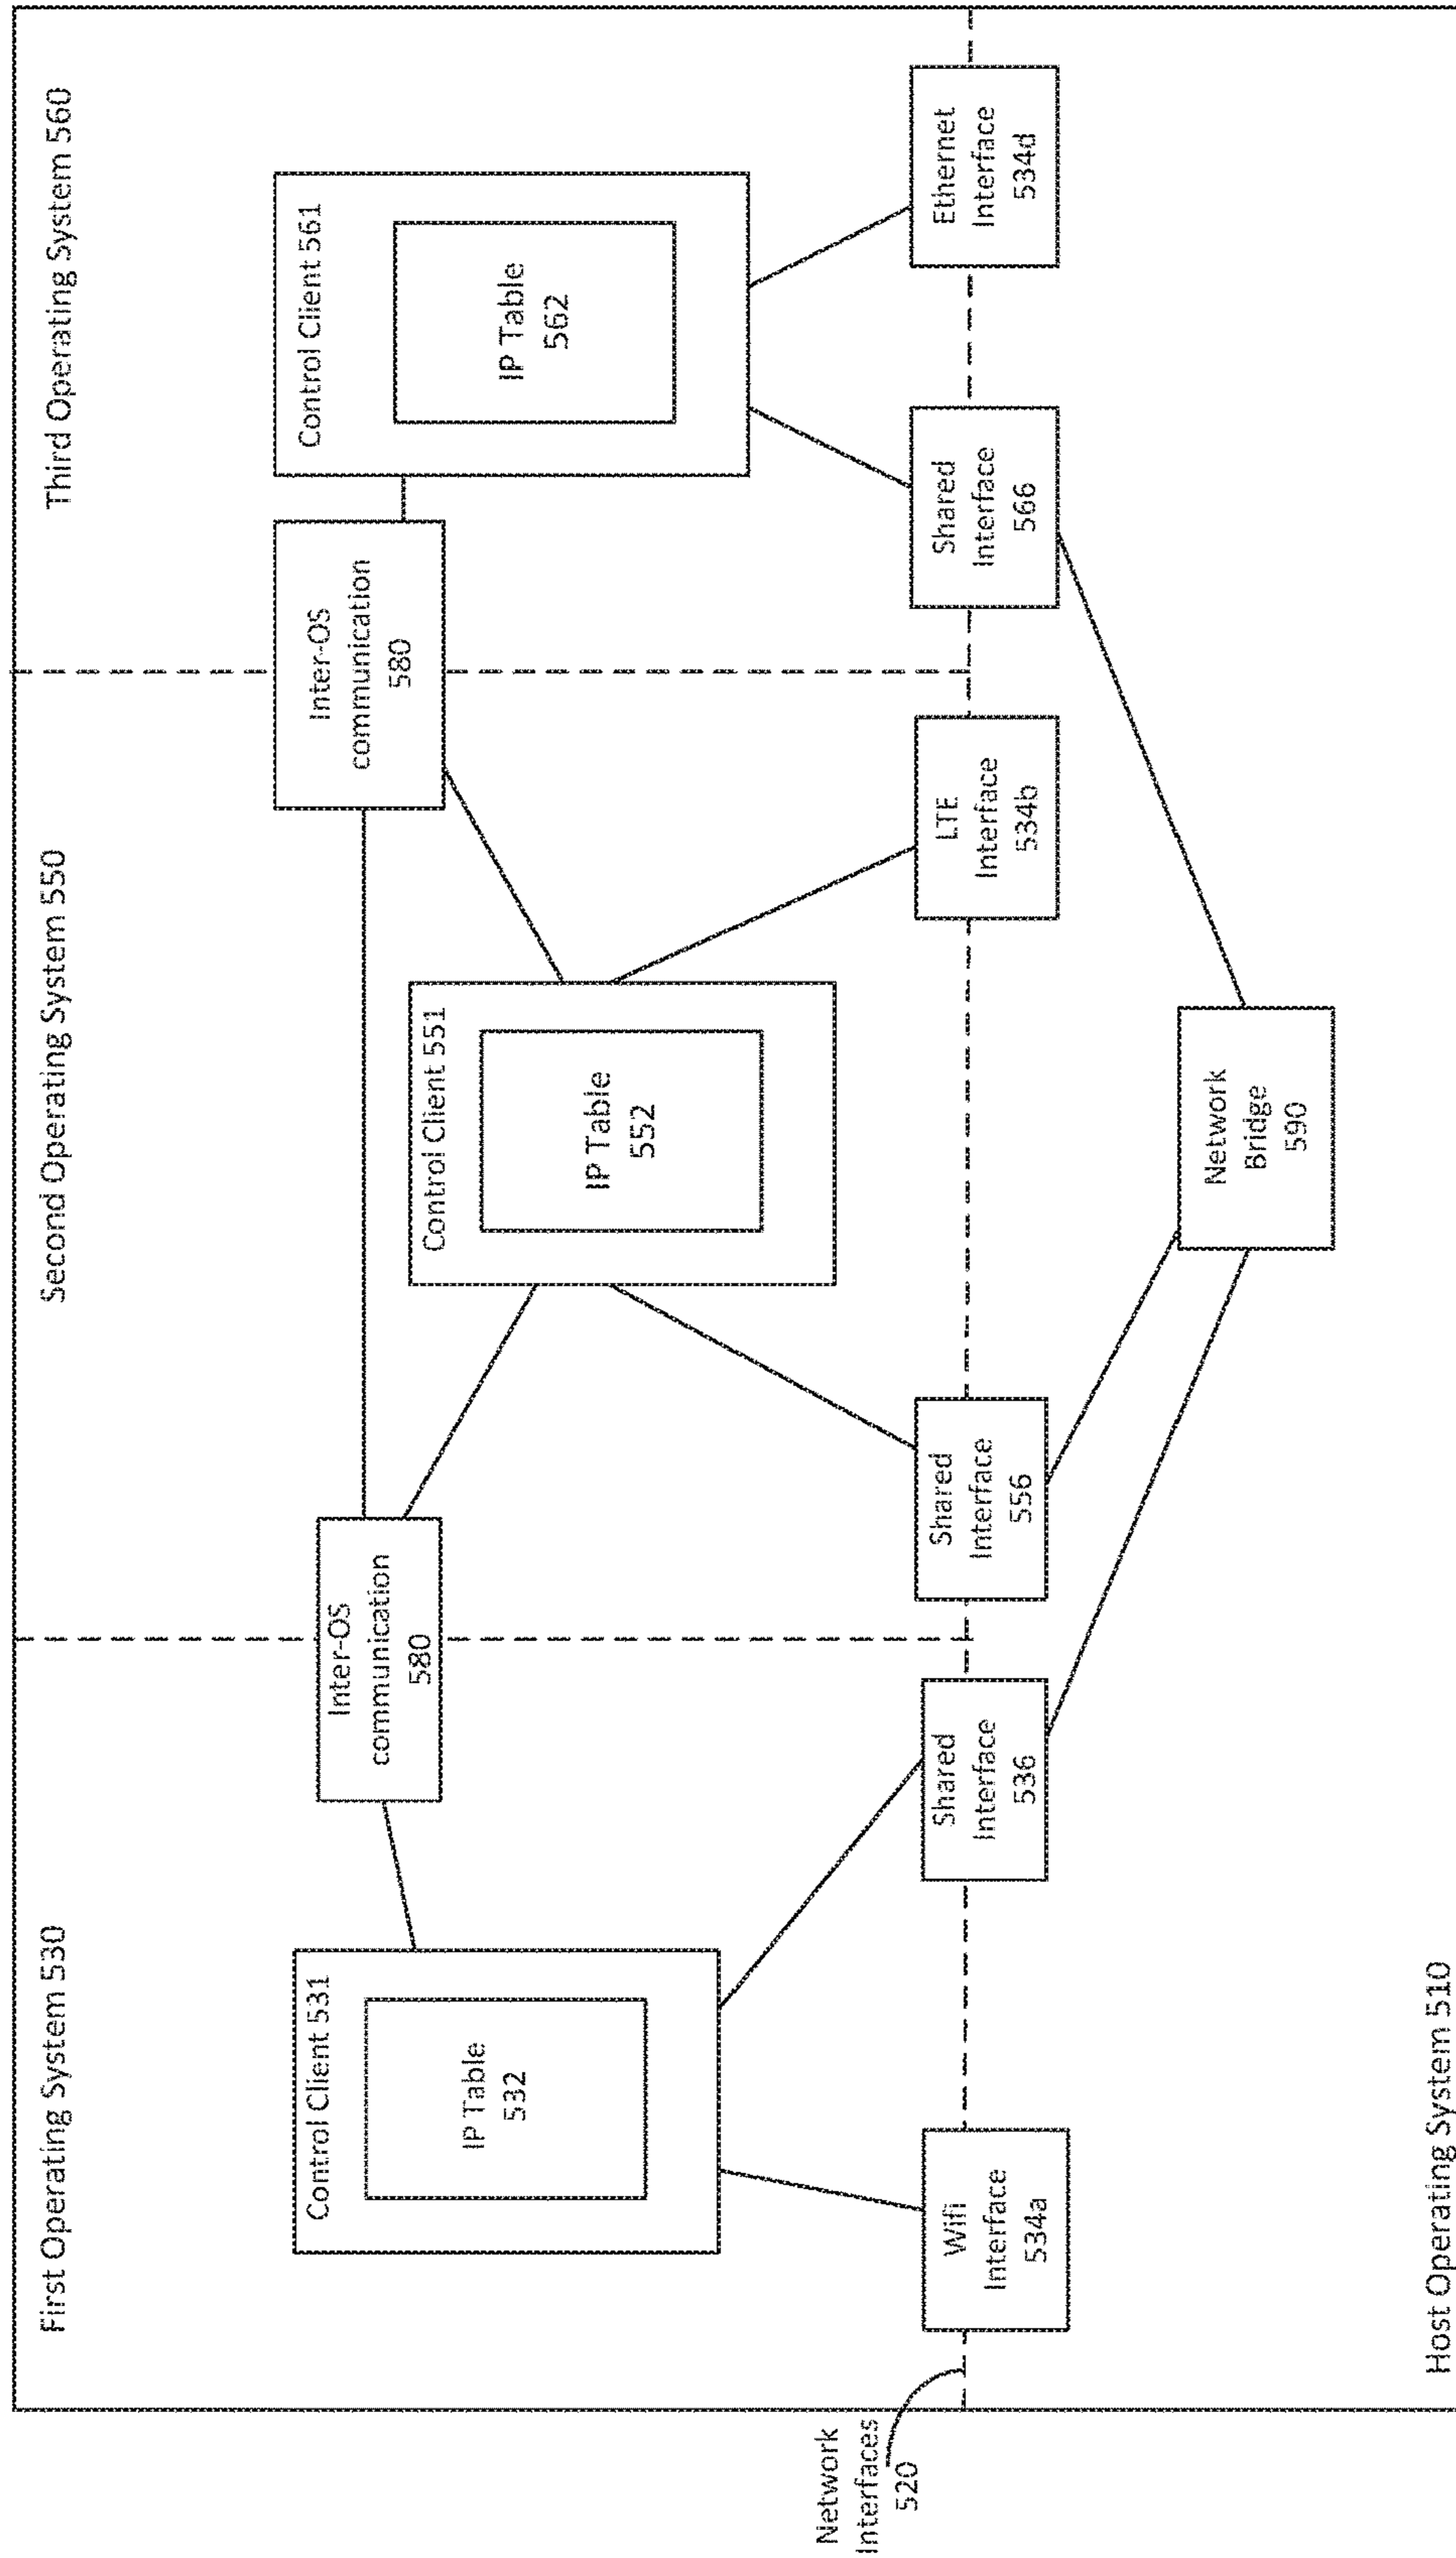 First Operating System 530
Second Operating System 550
Third Operating System 560
Control Client 531
IP Table
532
Inter-OS
communication
580
Control Client 551
IP Table
552
Inter-OS
communication
580
Control Client 561
IP Table
562
Network
Interfaces
520
Wifi
Interface
534a
Shared
Interface
536
Shared
Interface
556
LTE
Interface
534b
Shared
Interface
566
Ethernet
Interface
534d
Network
Bridge
590
Host Operating System 510